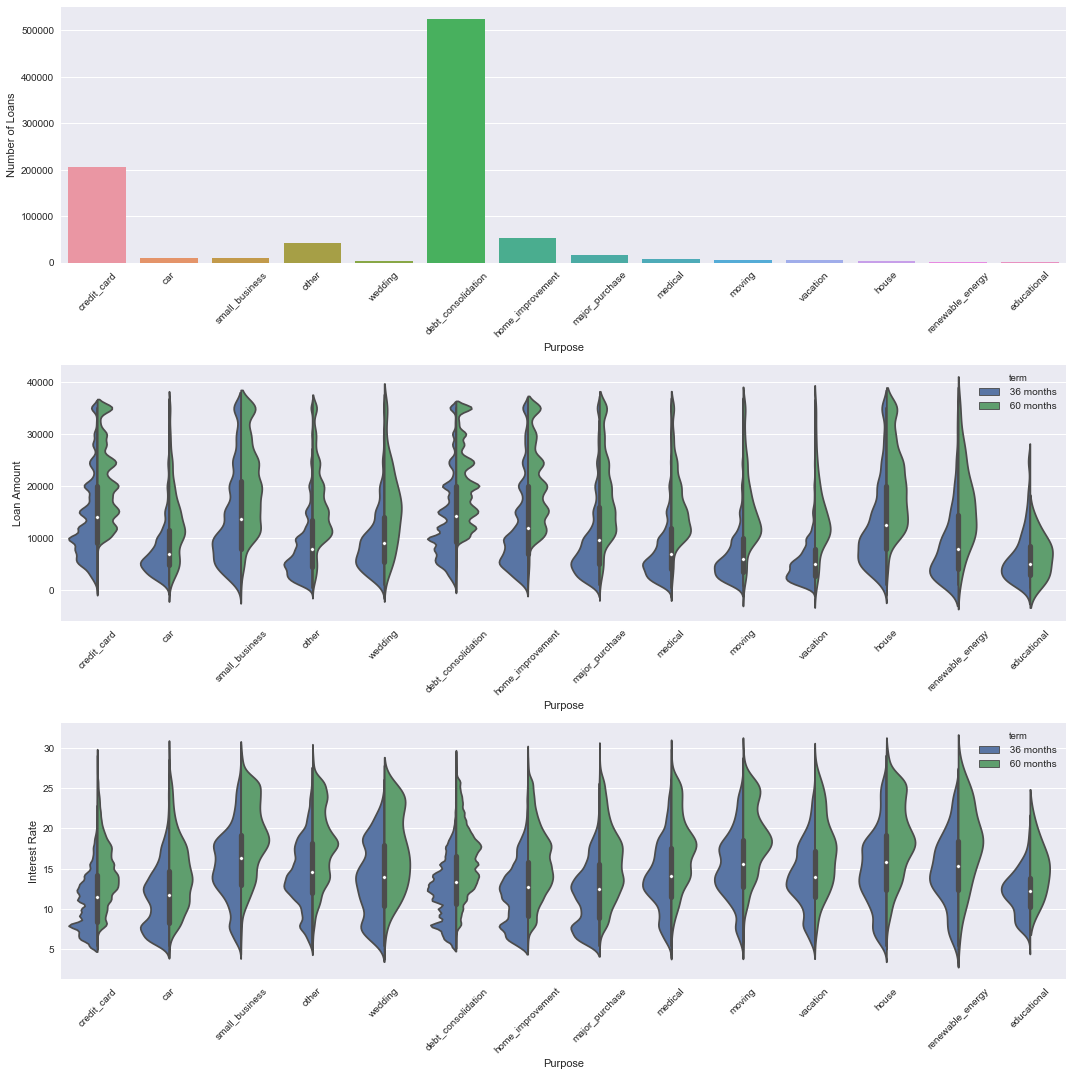 500000
400000
300000
200000
100000
0
Number of Loans
credit_card
car
small_business
other
wedding
debt_consolidation
home_improvement
major_purchase
medical
moving
vacation
house
renewable_energy
educational
Purpose
40000
30000
20000
10000
0
Loan Amount
term
36 months
60 months
credit_card
car
small_business
other
wedding
debt_consolidation
home_improvement
major_purchase
medical
moving
vacation
house
renewable_energy
educational
Purpose
30
25
20
15
10
5
Interest Rate
term
36 months
60 months
credit_card
car
small_business
other
wedding
debt_consolidation
home_improvement
major_purchase
medical
moving
vacation
house
renewable_energy
educational
Purpose